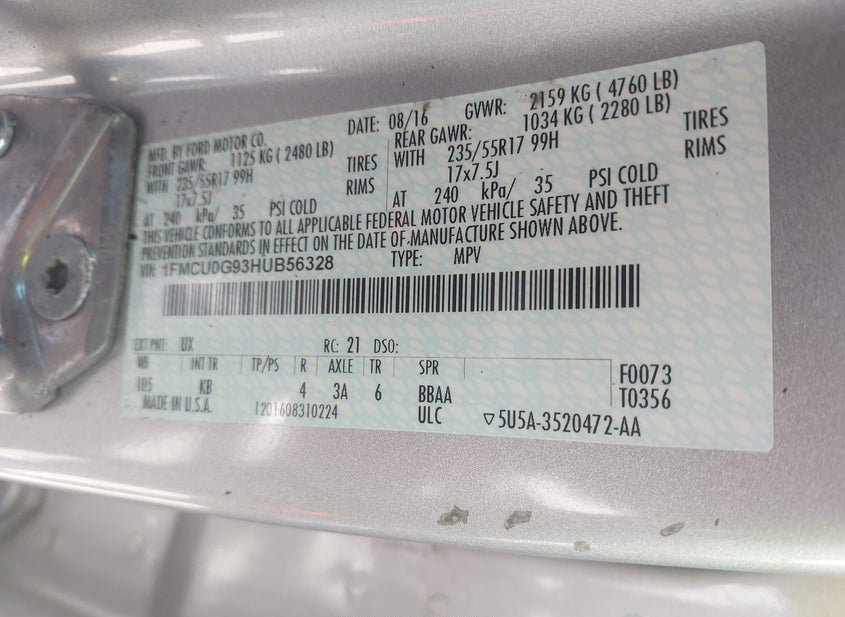 MFD. BY FORD MOTOR CO. DATE: 08/16 GVWR: 2159 KG ( 4760 LB)
FRONT GAWR: 1125 KG ( 2480 LB) REAR GAWR: 1034 KG ( 2280 LB)
WITH 235/55R17 99H TIRES WITH 235/55R17 99H TIRES
17x7.5J RIMS 17x7.5J RIMS
AT 240 kPa/ 35 PSI COLD AT 240 kPa/ 35 PSI COLD
THIS VEHICLE CONFORMS TO ALL APPLICABLE FEDERAL MOTOR VEHICLE SAFETY AND THEFT
PREVENTION STANDARDS IN EFFECT ON THE DATE OF MANUFACTURE SHOWN ABOVE.
VIN: 1FMCU0G93HUB56328 TYPE: MPV
EXT PNT: UX RC: 21 DSO:
WB INT TR TP/PS R AXLE TR SPR
105 KB 4 3A 6 BBAA F0073
T0356
MADE IN U.S.A. 1201608310224 ULC ▽5U5A-3520472-AA